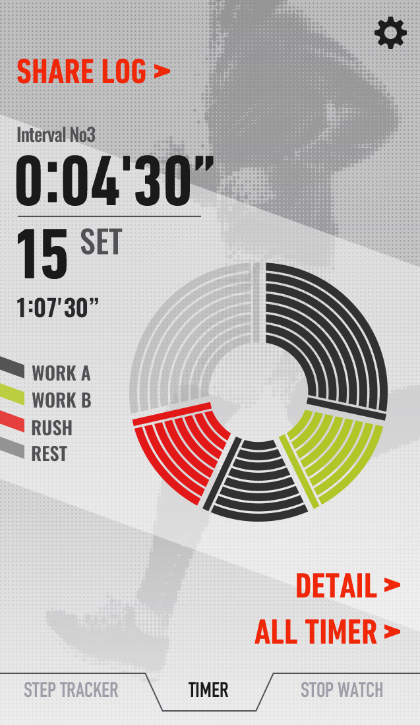 SHARE LOG >
Interval No3
0:04'30”
15 SET
1:07'30”
WORK A
WORK B
RUSH
REST
DETAIL >
ALL TIMER >
STEP TRACKER
TIMER
STOP WATCH